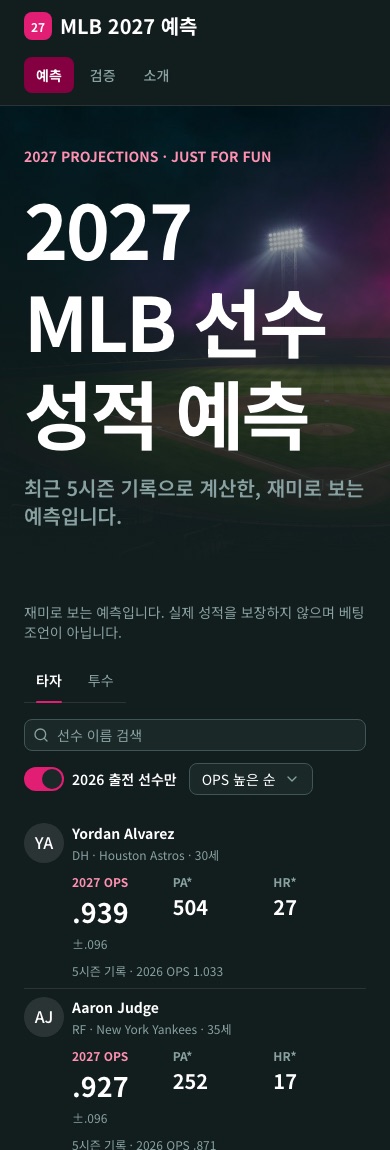 27 MLB 2027 예측
예측 검증 소개
2027 PROJECTIONS · JUST FOR FUN
2027
MLB 선수
성적 예측
최근 5시즌 기록으로 계산한, 재미로 보는
예측입니다.
재미로 보는 예측입니다. 실제 성적을 보장하지 않으며 베팅
조언이 아닙니다.
타자 투수
선수 이름 검색
2026 출전 선수만 OPS 높은 순
YA Yordan Alvarez
DH · Houston Astros · 30세
2027 OPS PA* HR*
.939 504 27
±.096
5시즌 기록 · 2026 OPS 1.033
AJ Aaron Judge
RF · New York Yankees · 35세
2027 OPS PA* HR*
.927 252 17
±.096
5시즌 기록 · 2026 OPS .871